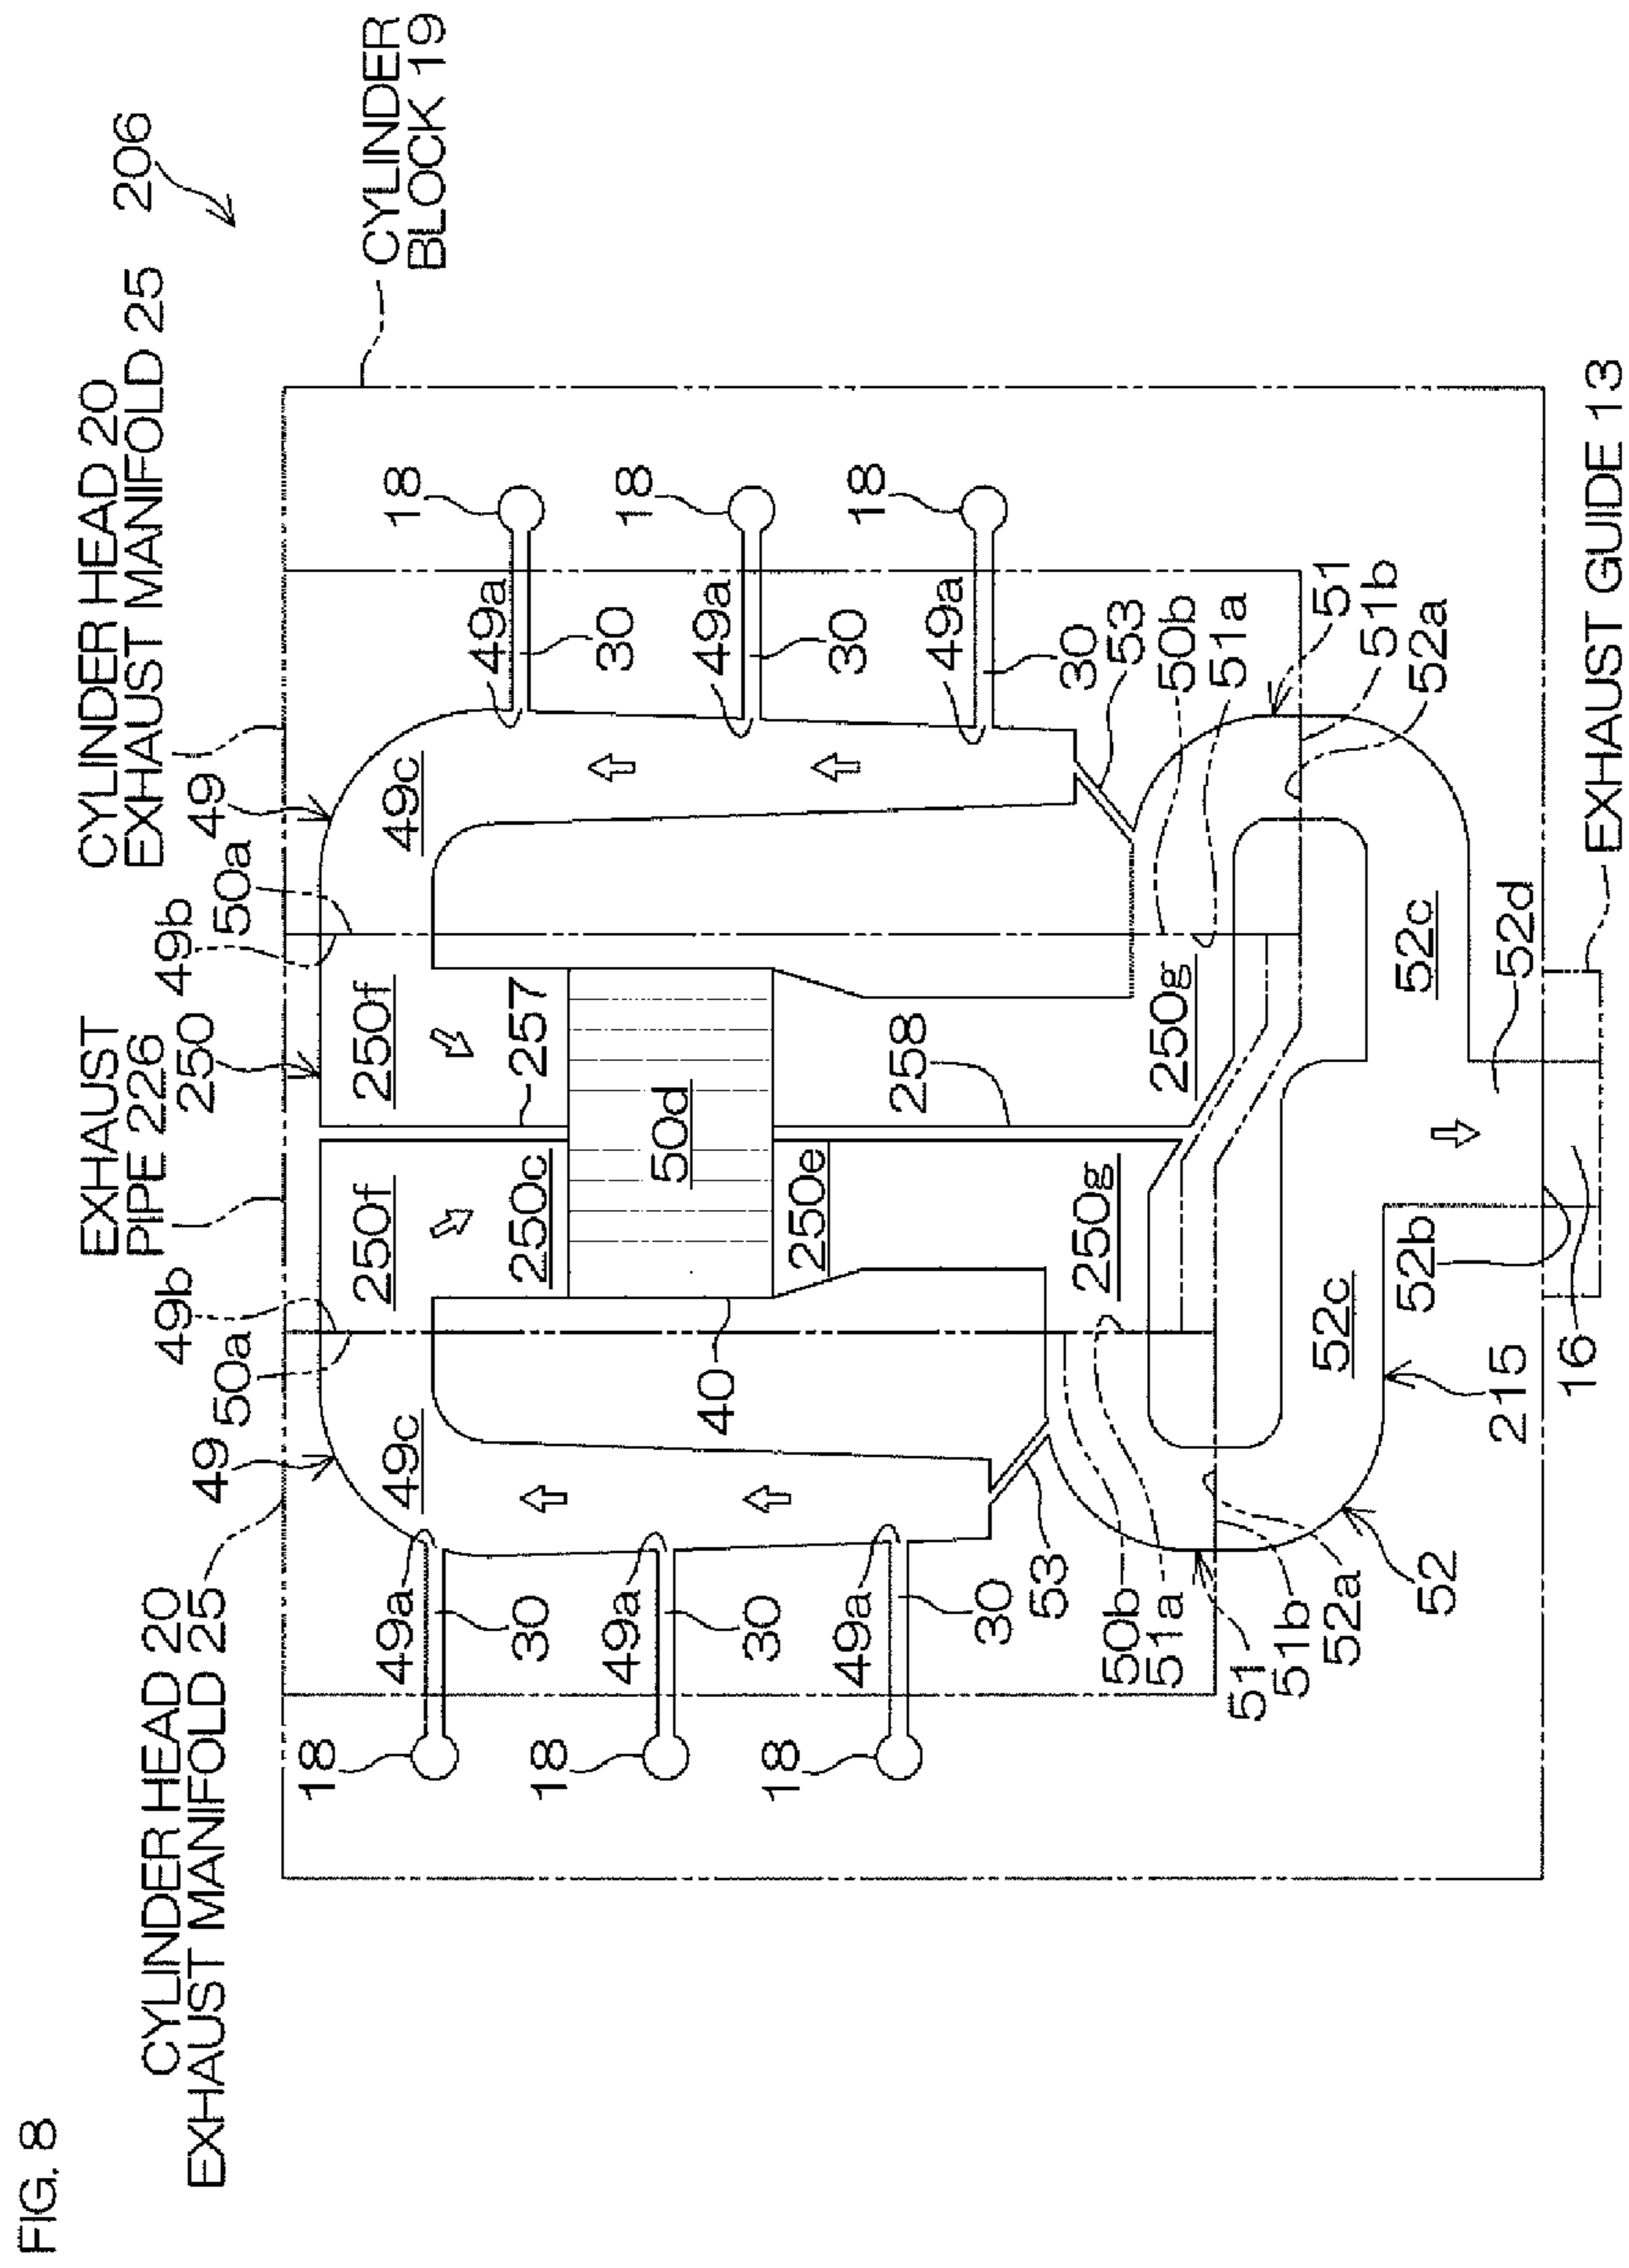 FIG. 8
EXHAUST
PIPE 226
CYLINDER HEAD 20
EXHAUST MANIFOLD 25
206
CYLINDER HEAD 20
EXHAUST MANIFOLD 25
49b
250
49b
49
50a
49
50a
18
250f
250f
CYLINDER
BLOCK 19
49c
49c
49a
18
49a
30
250c
257
18
49a
30
18
50d
40
49a
30
18
250e
30
49a
18
258
49a
30
53
30
250g
50b
53
51a
250g
50b
51a
51
51b
51
52c
52a
51b
52b
52c
52
52a
215
52d
16
EXHAUST GUIDE 13